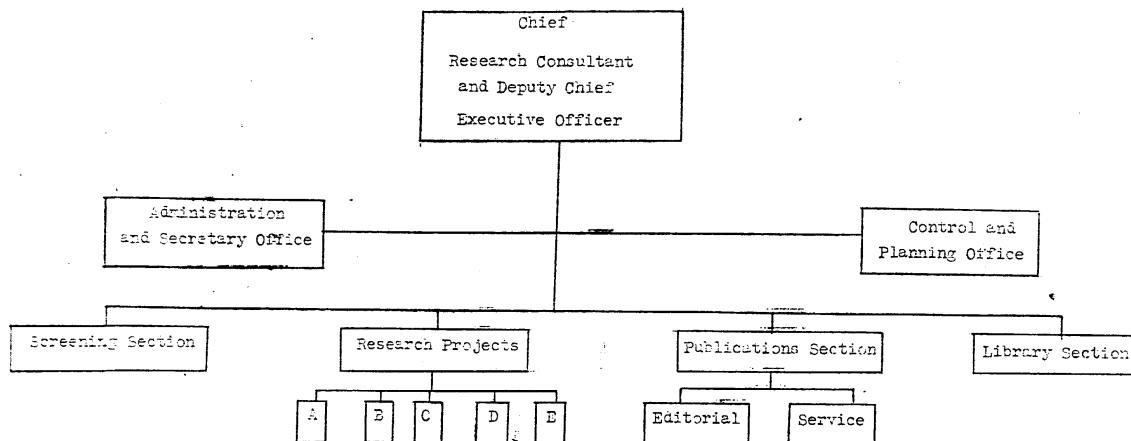 Chief
Research Consultant
and Deputy Chief
Executive Officer
Administration
and Secretary Office
Control and
Planning Office
Screening Section
Research Projects
Publications Section
Library Section
A
B
C
D
E
Editorial
Service